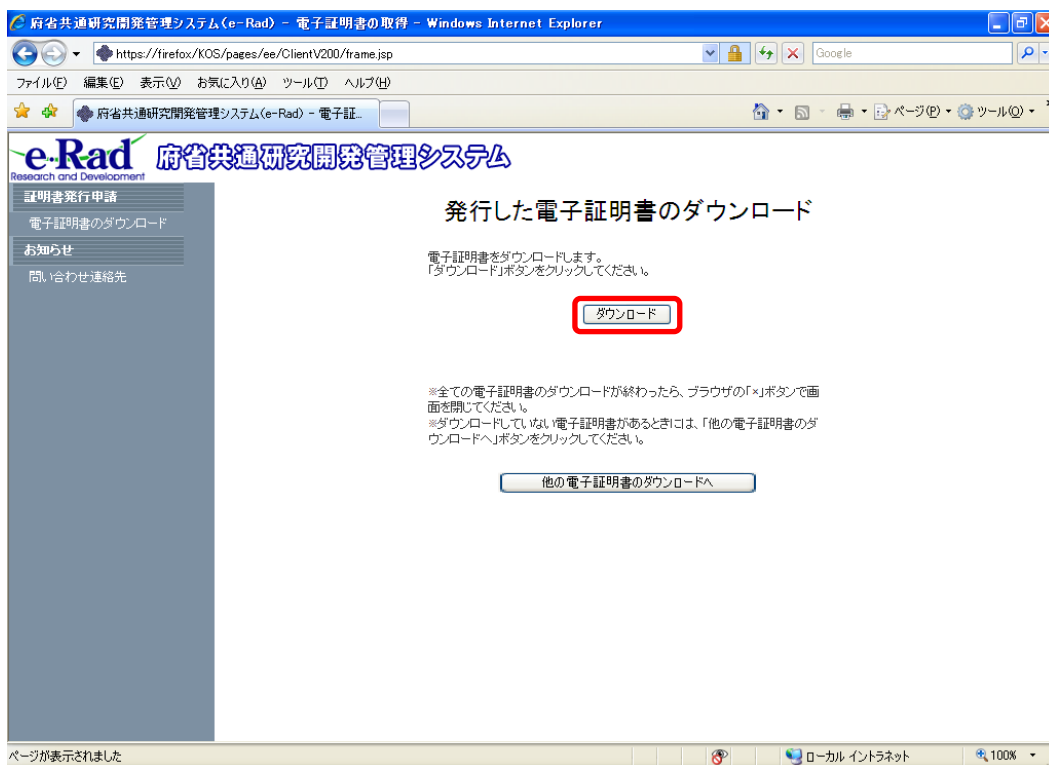 府省共通研究開発管理システム(e-Rad) - 電子証明書の取得 - Windows Internet Explorer
https://firefox/KOS/pages/ee/ClientV200/frame.jsp
Google
ファイル(F) 編集(E) 表示(V) お気に入り(A) ツール(T) ヘルプ(H)
府省共通研究開発管理システム(e-Rad) - 電子証...
ページ(P) ツール(O)
e-Rad 府省共通研究開発管理システム
Research and Development
証明書発行申請
電子証明書のダウンロード
お知らせ
問い合わせ連絡先
発行した電子証明書のダウンロード
電子証明書をダウンロードします。
「ダウンロード」ボタンをクリックしてください。
ダウンロード
※全ての電子証明書のダウンロードが終わったら、ブラウザの「×」ボタンで画
面を閉じてください。
※ダウンロードしていない電子証明書があるときには、「他の電子証明書のダ
ウンロードへ」ボタンをクリックしてください。
他の電子証明書のダウンロードへ
ページが表示されました
ローカル イントラネット
100%